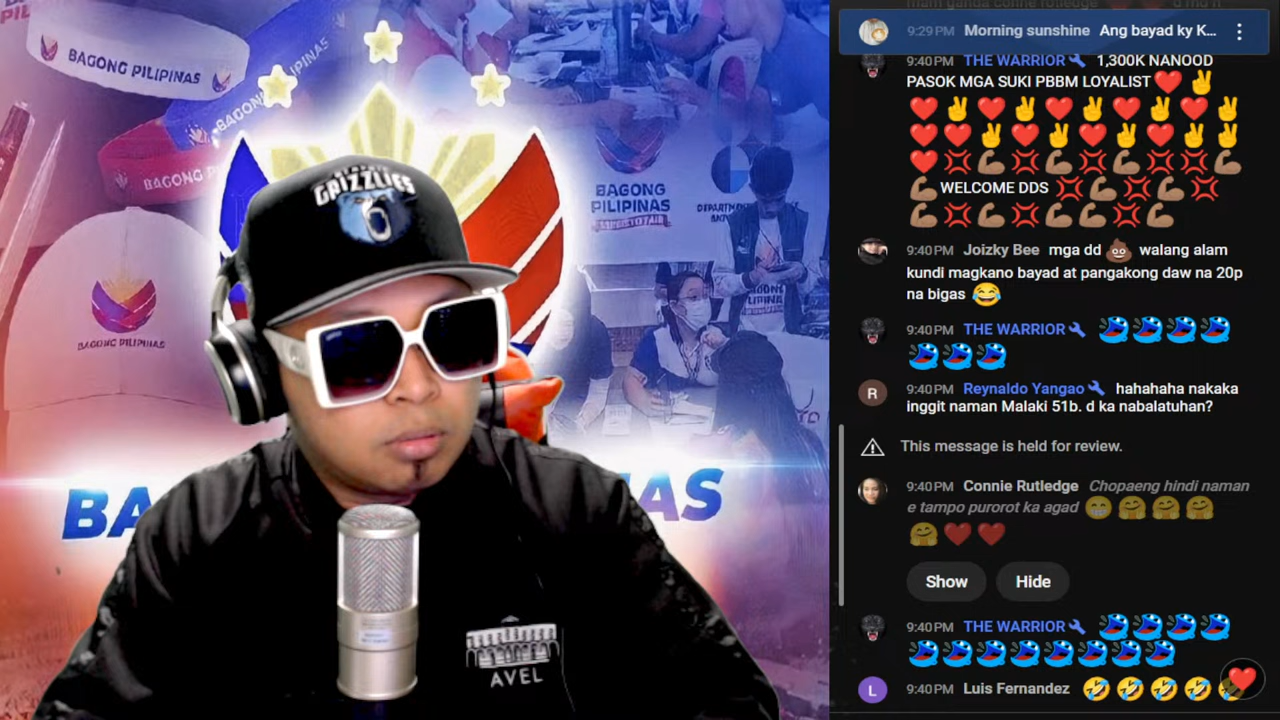 PILIPINAS
BAGONG PILIPINAS
BAGONG
BAGONG
BAGONG PILIPINAS
BAGONG
PILIPINAS
GRIZZLIES
BA
NAS
AVEL
9:29 PM Morning sunshine Ang bayad ky K...
9:40 PM THE WARRIOR 🔧 1,300K NANOOD
PASOK MGA SUKI PBBM LOYALIST ❤️ ✌️
❤️ ✌️ ❤️ ✌️ ❤️ ✌️ ❤️ ✌️ ❤️ ✌️
❤️ ❤️ ✌️ ❤️ ✌️ ❤️ ✌️ ❤️ ✌️ ✌️
❤️ 💢 💪🏽 💢 💪🏽 💢 💪🏽 💢 💢 💪🏽
💪🏽 WELCOME DDS 💢 💪🏽 💢 💪🏽 💢
💪🏽 💢 💪🏽 💢 💪🏽 💪🏽 💢 💪🏽
9:40 PM Joizky Bee mga dd 💩 walang alam
kundi magkano bayad at pangakong daw na 20p
na bigas 😂
9:40 PM THE WARRIOR 🔧
R 9:40 PM Reynaldo Yangao 🔧 hahahaha nakaka
inggit naman Malaki 51b. d ka nabalatuhan?
This message is held for review.
9:40 PM Connie Rutledge Chopaeng hindi naman
e tampo purorot ka agad 😁 🤗 🤗 🤗
🤗 ❤️ ❤️
Show Hide
9:40 PM THE WARRIOR 🔧
L 9:40 PM Luis Fernandez 🤣 🤣 🤣 🤣 🤣